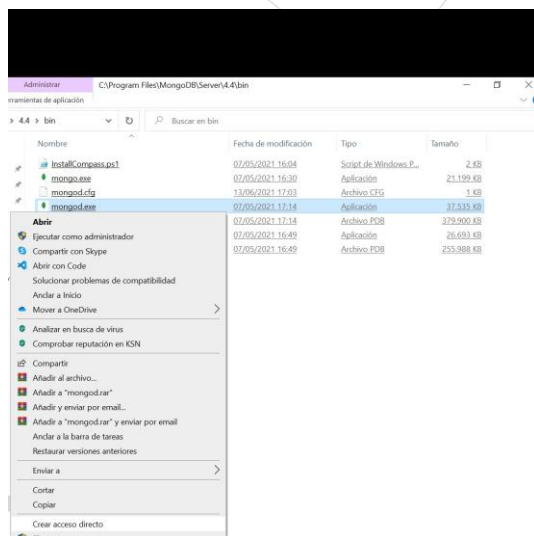 Administrar C:\Program Files\MongoDB\Server\4.4\bin
erramientas de aplicación
> 4.4 > bin Buscar en bin
Nombre Fecha de modificación Tipo Tamaño
InstallCompass.ps1 07/05/2021 16:04 Script de Windows P... 2 KB
mongo.exe 07/05/2021 16:30 Aplicación 21.199 KB
mongod.cfg 13/06/2021 17:03 Archivo CFG 1 KB
mongod.exe 07/05/2021 17:14 Aplicación 37.535 KB
07/05/2021 17:14 Archivo PDB 379.900 KB
07/05/2021 16:49 Aplicación 26.693 KB
07/05/2021 16:49 Archivo PDB 255.988 KB
Abrir
Ejecutar como administrador
Compartir con Skype
Abrir con Code
Solucionar problemas de compatibilidad
Anclar a Inicio
Mover a OneDrive
Analizar en busca de virus
Comprobar reputación en KSN
Compartir
Añadir al archivo...
Añadir a "mongod.rar"
Añadir y enviar por email...
Añadir a "mongod.rar" y enviar por email
Anclar a la barra de tareas
Restaurar versiones anteriores
Enviar a
Cortar
Copiar
Crear acceso directo